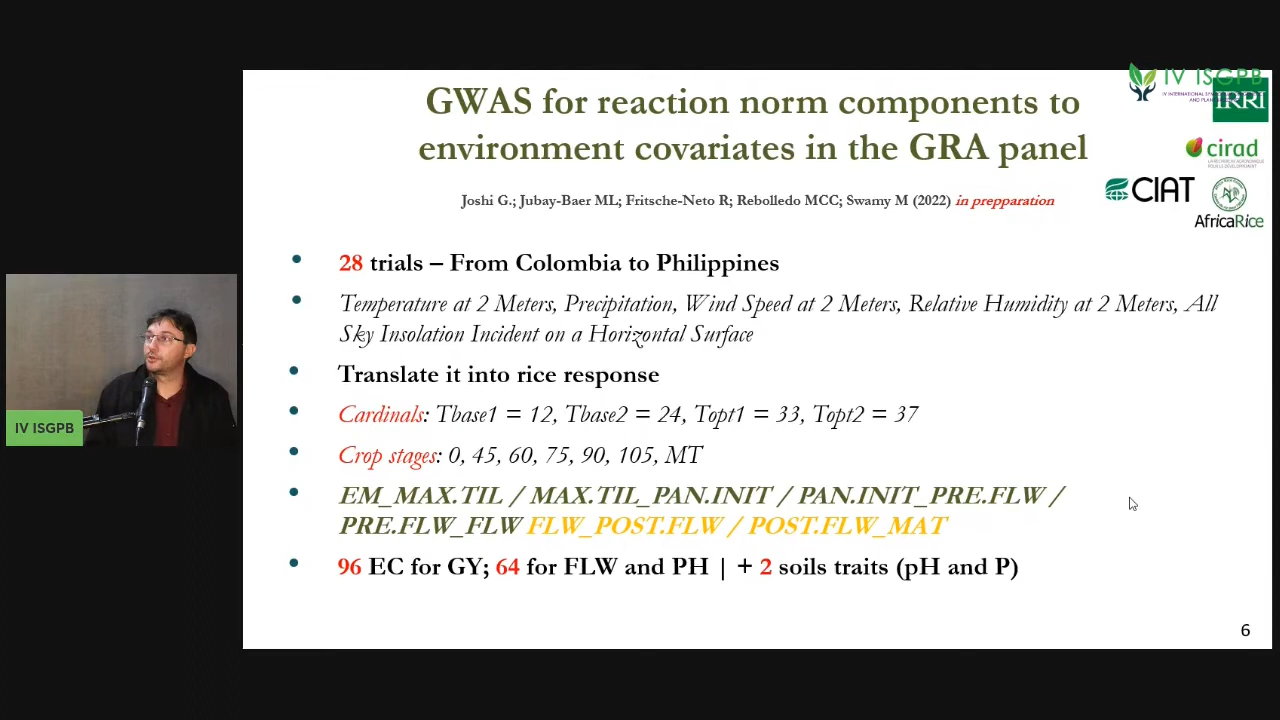 GWAS for reaction norm components to
environment covariates in the GRA panel
Joshi G.; Jubay-Baer ML; Fritsche-Neto R; Rebolledo MCC; Swamy M (2022) in prepparation
IV ISGPB
IRRI
cirad
CIAT
AfricaRice
• 28 trials – From Colombia to Philippines
• Temperature at 2 Meters, Precipitation, Wind Speed at 2 Meters, Relative Humidity at 2 Meters, All
Sky Insolation Incident on a Horizontal Surface
• Translate it into rice response
• Cardinals: Tbase1 = 12, Tbase2 = 24, Topt1 = 33, Topt2 = 37
• Crop stages: 0, 45, 60, 75, 90, 105, MT
• EM_MAX.TIL / MAX.TIL_PAN.INIT / PAN.INIT_PRE.FLW /
PRE.FLW_FLW FLW_POST.FLW / POST.FLW_MAT
• 96 EC for GY; 64 for FLW and PH | + 2 soils traits (pH and P)
IV ISGPB
6